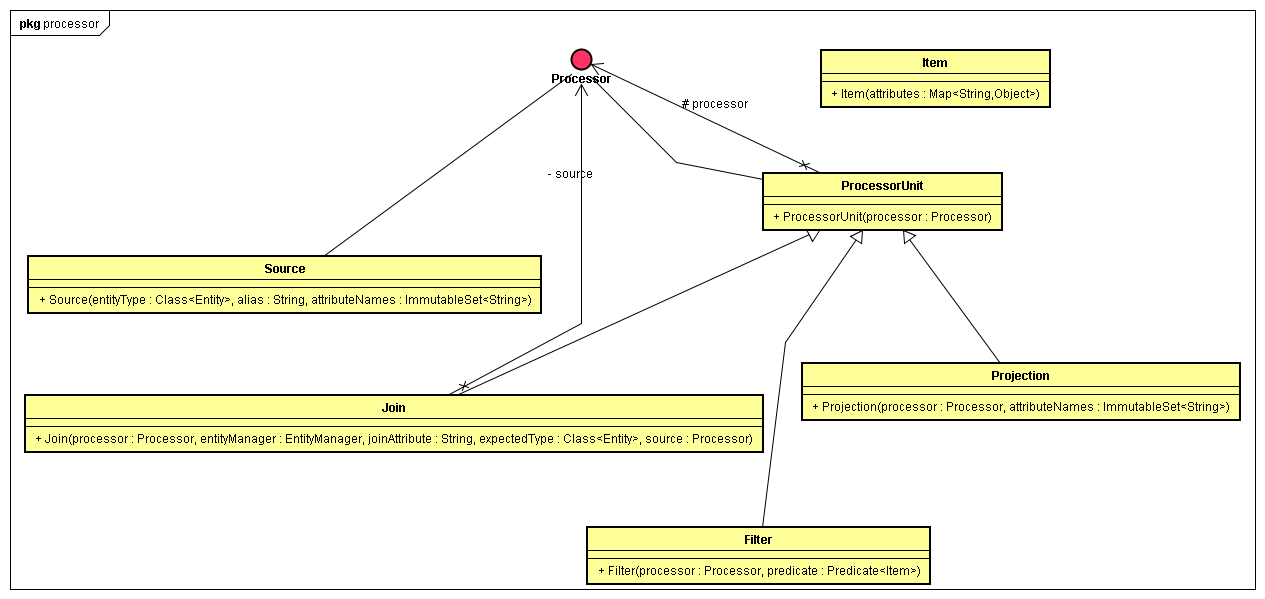 pkg processor
Processor
Item
+ Item(attributes : Map<String,Object>)
# processor
- source
ProcessorUnit
+ ProcessorUnit(processor : Processor)
Source
+ Source(entityType : Class<Entity>, alias : String, attributeNames : ImmutableSet<String>)
Projection
+ Projection(processor : Processor, attributeNames : ImmutableSet<String>)
Join
+ Join(processor : Processor, entityManager : EntityManager, joinAttribute : String, expectedType : Class<Entity>, source : Processor)
Filter
+ Filter(processor : Processor, predicate : Predicate<Item>)